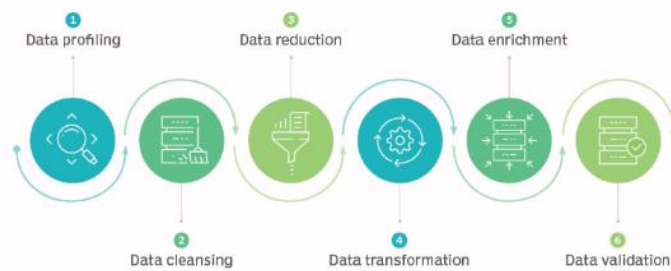 1
Data profiling
2
Data cleansing
3
Data reduction
4
Data transformation
5
Data enrichment
6
Data validation